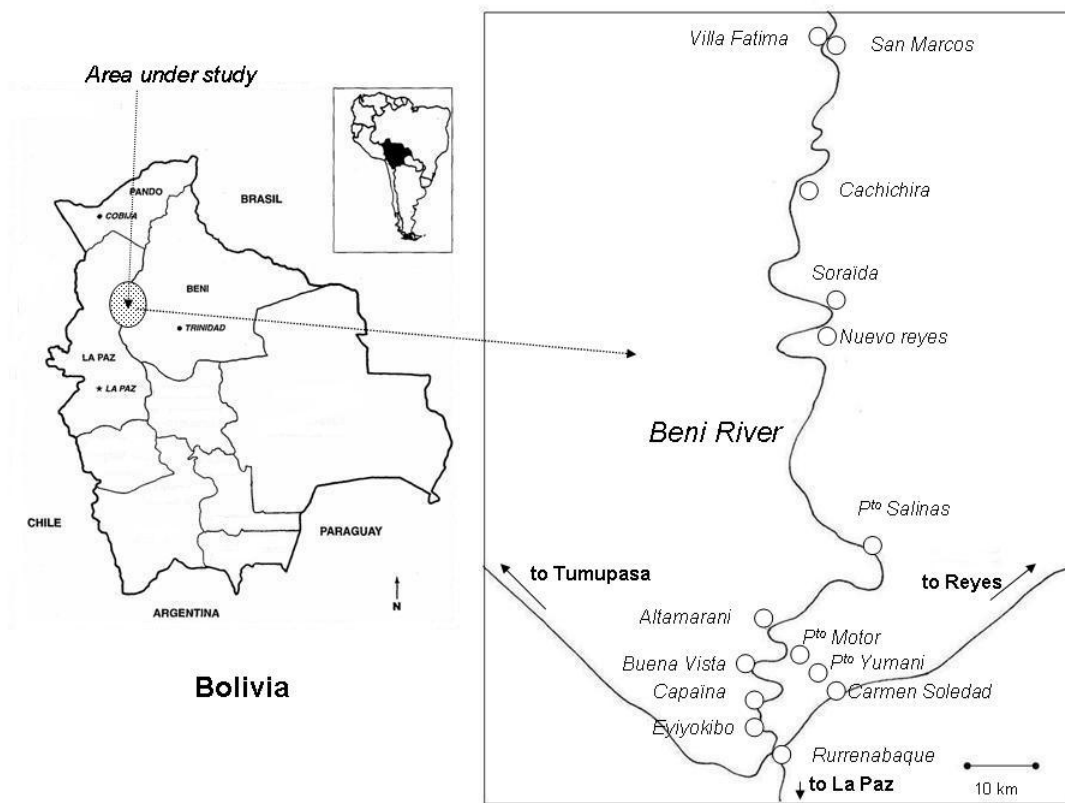 Area under study
PANDO
COBIJA
BRASIL
BENI
TRINIDAD
LA PAZ
LA PAZ
CHILE
PARAGUAY
ARGENTINA
N
Bolivia
Villa Fatima
San Marcos
Cachichira
Soraïda
Nuevo reyes
Beni River
Pto Salinas
to Tumupasa
to Reyes
Altamarani
Pto Motor
Buena Vista
Pto Yumani
Capaïna
Carmen Soledad
Eyiyokibo
Rurrenabaque
to La Paz
10 km